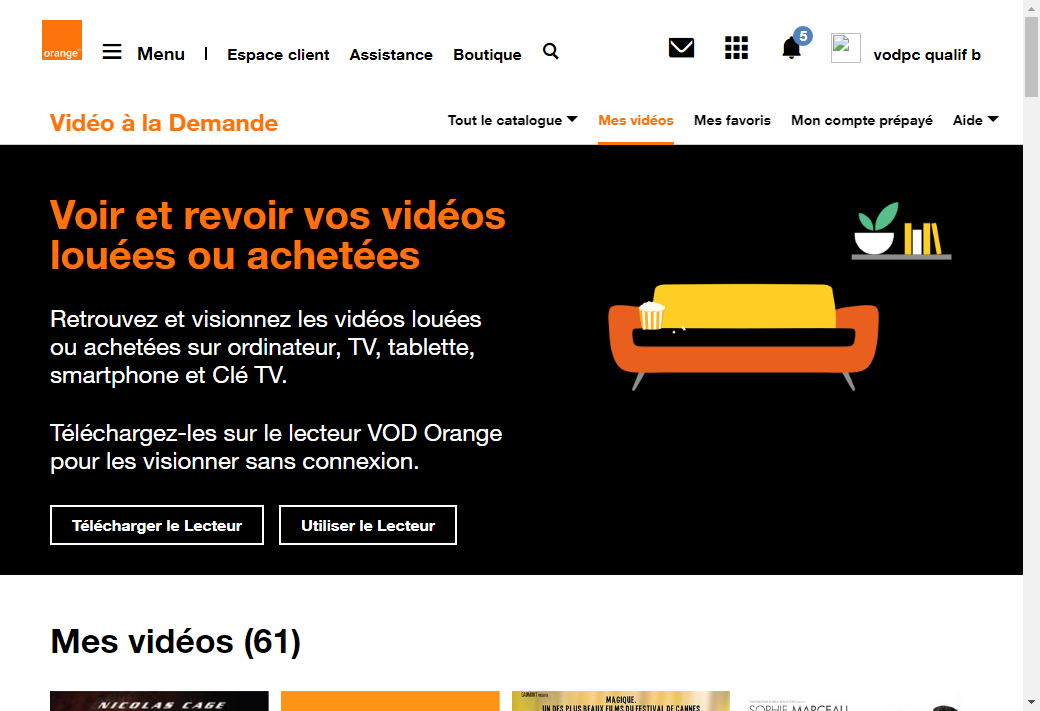 orange™
Menu
Espace client
Assistance
Boutique
5
vodpc qualif b
Vidéo à la Demande
Tout le catalogue
Mes vidéos
Mes favoris
Mon compte prépayé
Aide
Voir et revoir vos vidéos
louées ou achetées
Retrouvez et visionnez les vidéos louées
ou achetées sur ordinateur, TV, tablette,
smartphone et Clé TV.
Téléchargez-les sur le lecteur VOD Orange
pour les visionner sans connexion.
Télécharger le Lecteur
Utiliser le Lecteur
Mes vidéos (61)
NICOLAS CAGE
MAGIQUE.
UN DES PLUS BEAUX FILMS DU FESTIVAL DE CANNES
SOPHIE MARCEAU